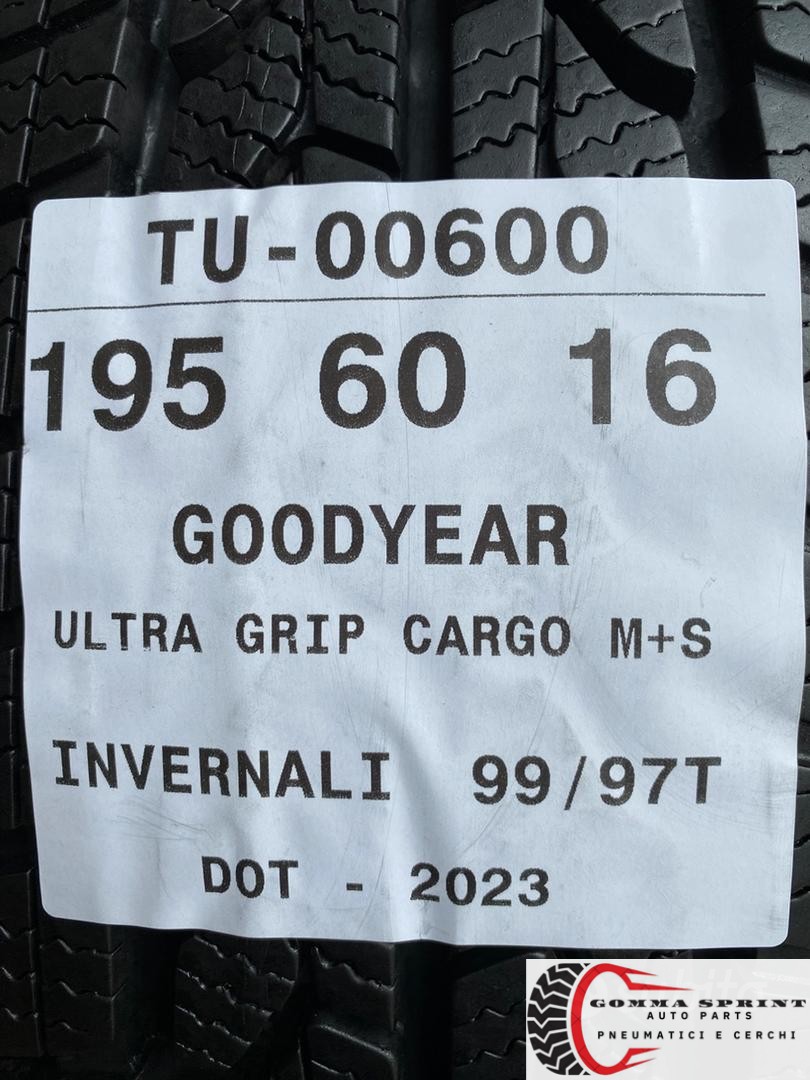 TU-00600
195 60 16
GOODYEAR
ULTRA GRIP CARGO M+S
INVERNALI 99/97T
DOT - 2023
GOMMA SPRINT
AUTO PARTS
PNEUMATICI E CERCHI